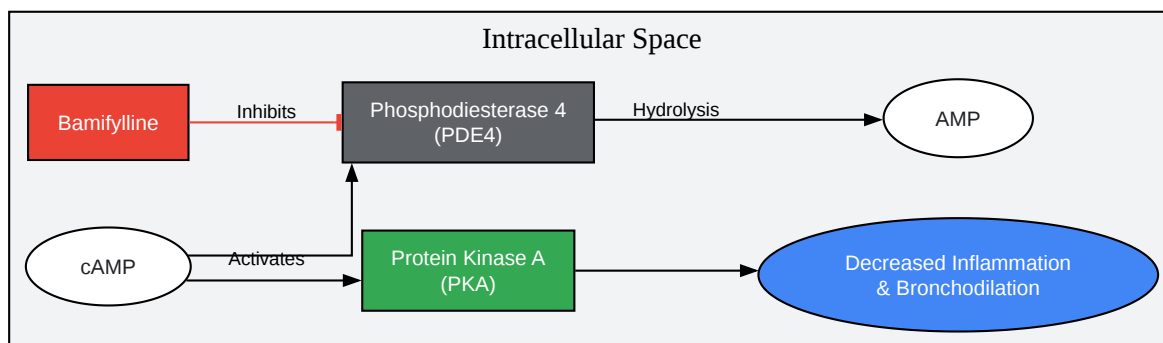 Intracellular Space
Bamifylline
Inhibits
Phosphodiesterase 4
(PDE4)
Hydrolysis
AMP
cAMP
Activates
Protein Kinase A
(PKA)
Decreased Inflammation
& Bronchodilation